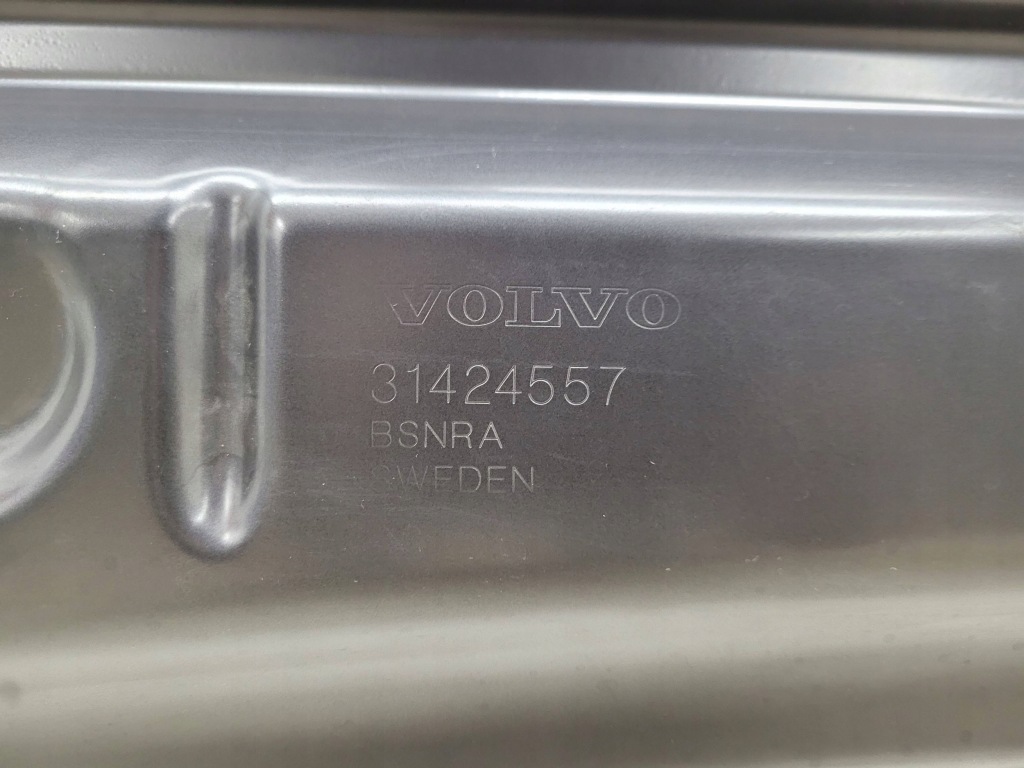 VOLVO
31424557
BSNRA
SWEDEN